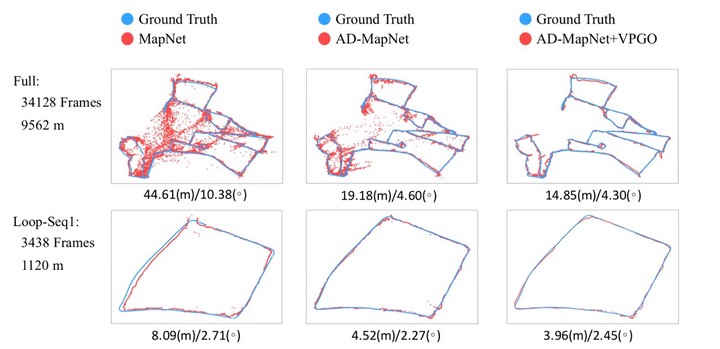 Ground Truth
MapNet
Ground Truth
AD-MapNet
Ground Truth
AD-MapNet+VPGO
Full:
34128 Frames
9562 m
44.61(m)/10.38(○)
19.18(m)/4.60(○)
14.85(m)/4.30(○)
Loop-Seq1:
3438 Frames
1120 m
8.09(m)/2.71(○)
4.52(m)/2.27(○)
3.96(m)/2.45(○)